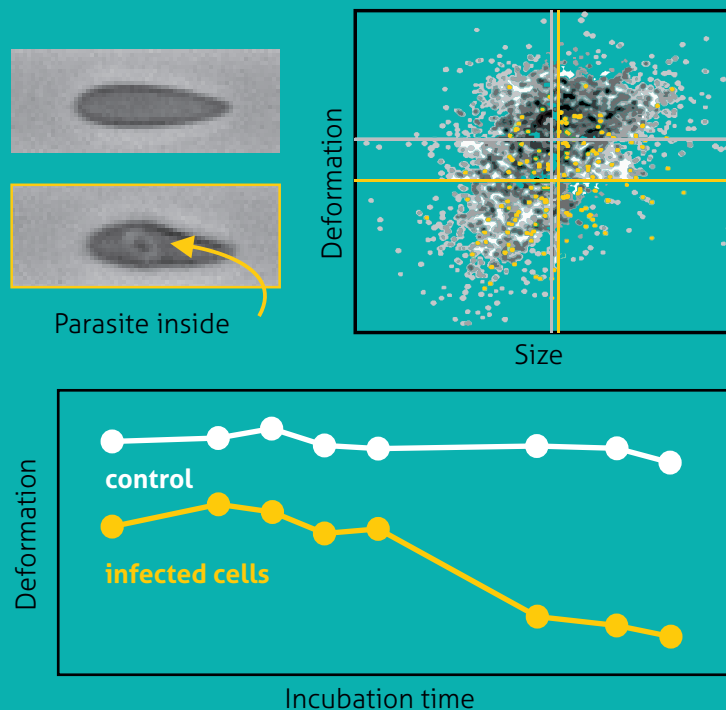 Parasite inside
Deformation
Size
Deformation
control
infected cells
Incubation time